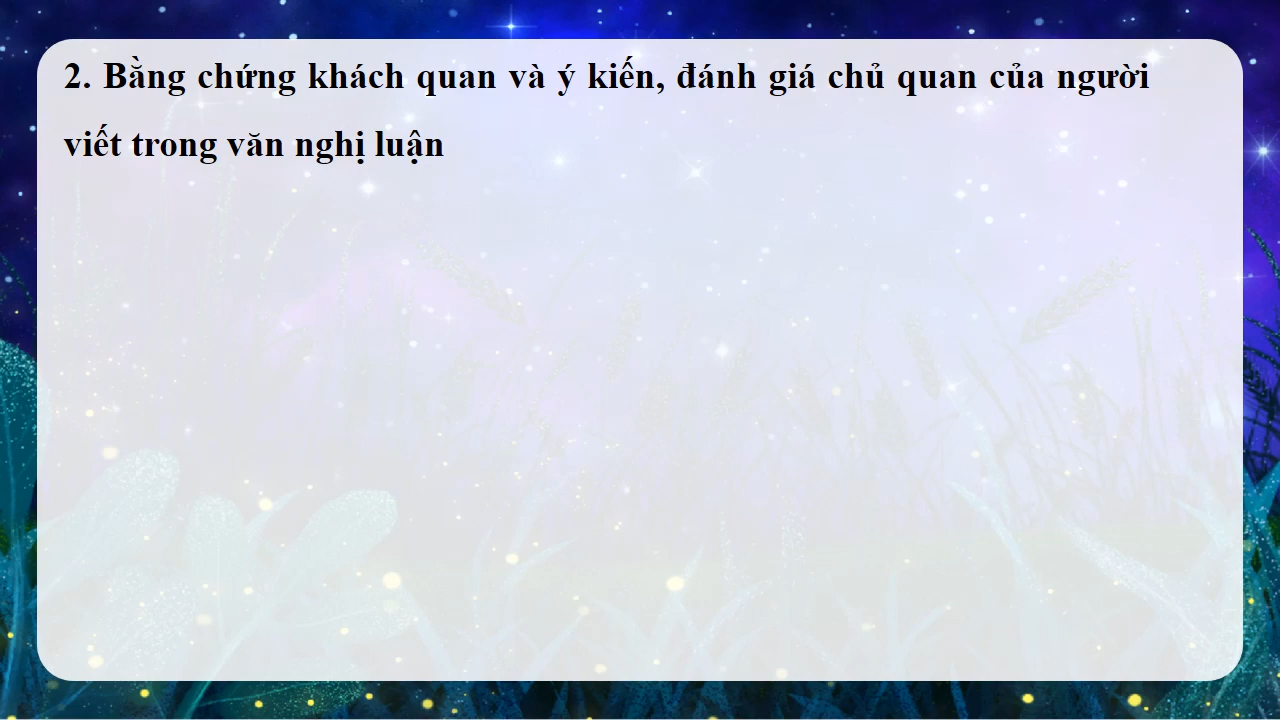 2. Bằng chứng khách quan và ý kiến, đánh giá chủ quan của người
viết trong văn nghị luận